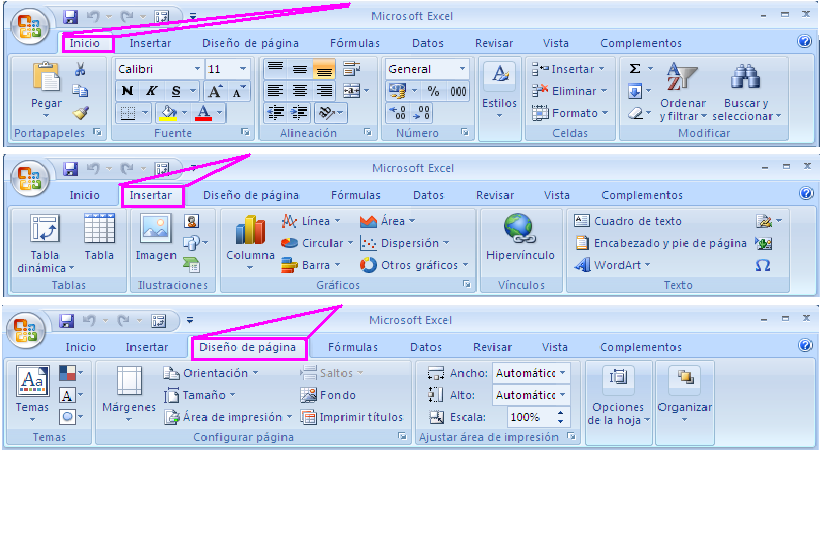 Microsoft Excel
Inicio Insertar Diseño de página Fórmulas Datos Revisar Vista Complementos
Calibri 11 General Insertar
Pegar N K S A A % 000 Estilos Eliminar Ordenar y filtrar Buscar y seleccionar
A Formato
Portapapeles Fuente Alineación Número Celdas Modificar
Microsoft Excel
Inicio Insertar Diseño de página Fórmulas Datos Revisar Vista Complementos
Línea Área Cuadro de texto
Tabla dinámica Tabla Imagen Columna Circular Dispersión Hipervínculo Encabezado y pie de página
Barra Otros gráficos WordArt Ω
Tablas Ilustraciones Gráficos Vínculos Texto
Microsoft Excel
Inicio Insertar Diseño de página Fórmulas Datos Revisar Vista Complementos
Aa Orientación Saltos Ancho: Automátic
Temas A Márgenes Tamaño Fondo Alto: Automátic Opciones de la hoja Organizar
Área de impresión Imprimir títulos Escala: 100%
Temas Configurar página Ajustar área de impresión